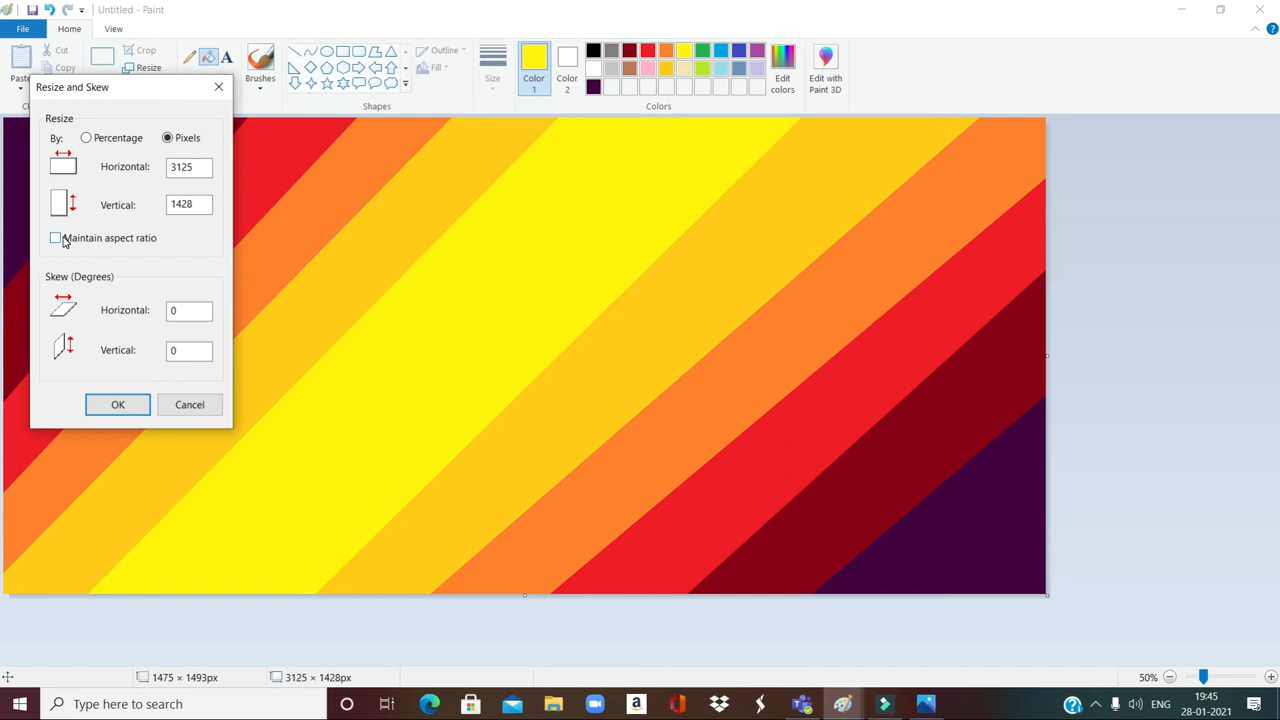 Untitled - Paint
File
Home
View
Cut
Copy
Paste
Crop
Resize
A
Brushes
Shapes
Outline
Fill
Size
Color
1
Color
2
Edit
colors
Edit with
Paint 3D
Colors
Resize and Skew
Resize
By:
Percentage
Pixels
Horizontal:
3125
Vertical:
1428
Maintain aspect ratio
Skew (Degrees)
Horizontal:
0
Vertical:
0
OK
Cancel
1475 × 1493px
3125 × 1428px
50%
Type here to search
ENG
19:45
28-01-2021